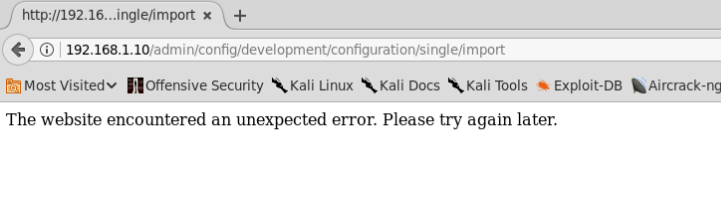 http://192.16...ingle/import × +
192.168.1.10/admin/config/development/configuration/single/import
Most Visited Offensive Security Kali Linux Kali Docs Kali Tools Exploit-DB Aircrack-ng
The website encountered an unexpected error. Please try again later.